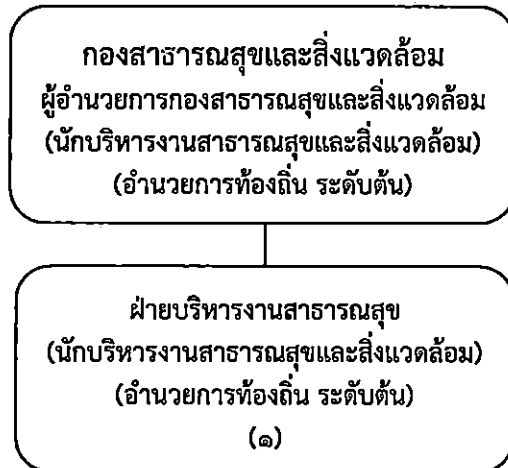 กองสาธารณสุขและสิ่งแวดล้อม
ผู้อำนวยการกองสาธารณสุขและสิ่งแวดล้อม
(นักบริหารงานสาธารณสุขและสิ่งแวดล้อม)
(อำนวยการท้องถิ่น ระดับต้น)
ฝ่ายบริหารงานสาธารณสุข
(นักบริหารงานสาธารณสุขและสิ่งแวดล้อม)
(อำนวยการท้องถิ่น ระดับต้น)
(๑)